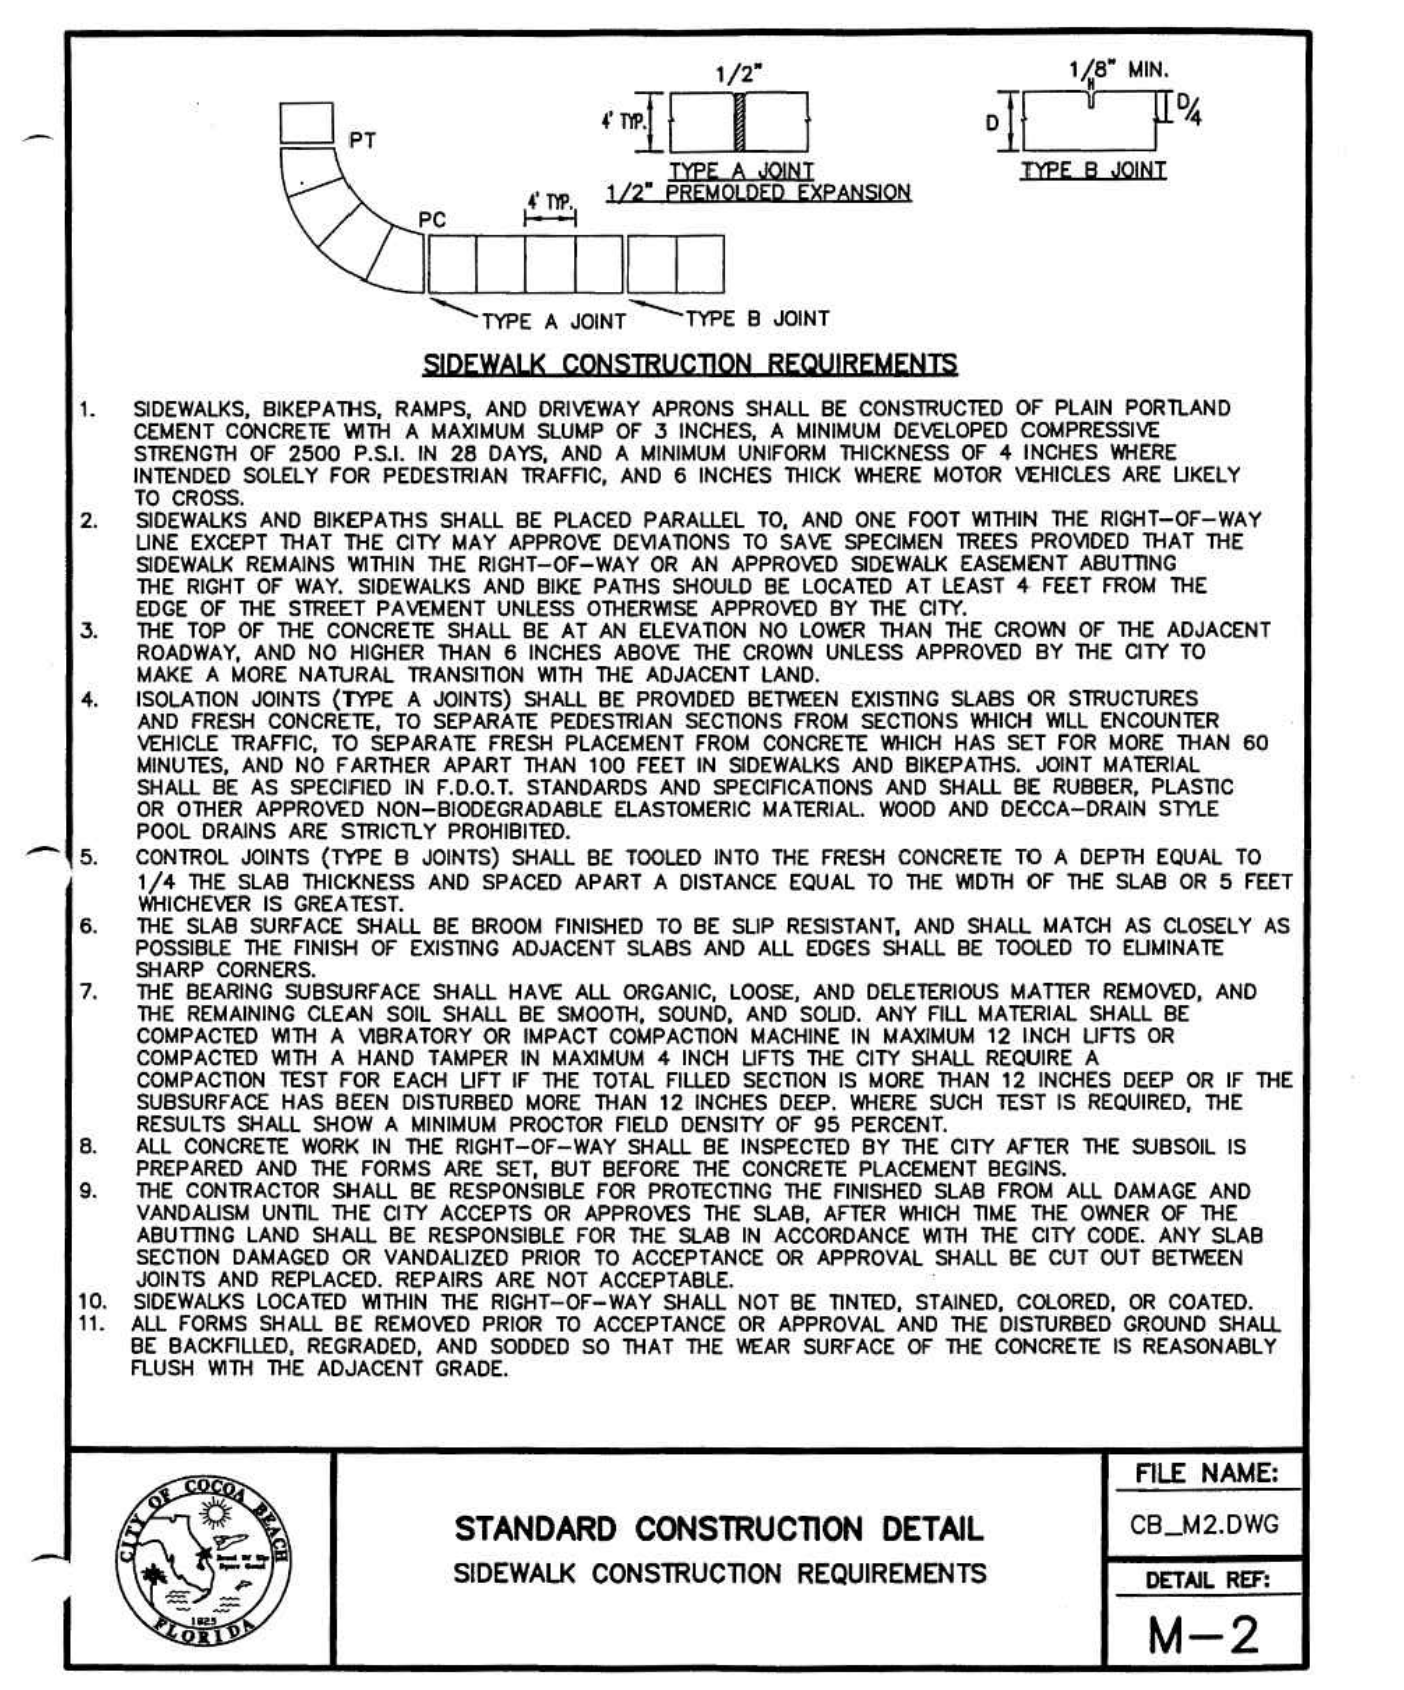 1/2"
1/8" MIN.
4' TYP.
D
D/4
PT
TYPE A JOINT
1/2" PREMOLDED EXPANSION
TYPE B JOINT
4' TYP.
PC
TYPE A JOINT
TYPE B JOINT
SIDEWALK CONSTRUCTION REQUIREMENTS
1. SIDEWALKS, BIKEPATHS, RAMPS, AND DRIVEWAY APRONS SHALL BE CONSTRUCTED OF PLAIN PORTLAND
CEMENT CONCRETE WITH A MAXIMUM SLUMP OF 3 INCHES, A MINIMUM DEVELOPED COMPRESSIVE
STRENGTH OF 2500 P.S.I. IN 28 DAYS, AND A MINIMUM UNIFORM THICKNESS OF 4 INCHES WHERE
INTENDED SOLELY FOR PEDESTRIAN TRAFFIC, AND 6 INCHES THICK WHERE MOTOR VEHICLES ARE LIKELY
TO CROSS.
2. SIDEWALKS AND BIKEPATHS SHALL BE PLACED PARALLEL TO, AND ONE FOOT WITHIN THE RIGHT-OF-WAY
LINE EXCEPT THAT THE CITY MAY APPROVE DEVIATIONS TO SAVE SPECIMEN TREES PROVIDED THAT THE
SIDEWALK REMAINS WITHIN THE RIGHT-OF-WAY OR AN APPROVED SIDEWALK EASEMENT ABUTTING
THE RIGHT OF WAY. SIDEWALKS AND BIKE PATHS SHOULD BE LOCATED AT LEAST 4 FEET FROM THE
EDGE OF THE STREET PAVEMENT UNLESS OTHERWISE APPROVED BY THE CITY.
3. THE TOP OF THE CONCRETE SHALL BE AT AN ELEVATION NO LOWER THAN THE CROWN OF THE ADJACENT
ROADWAY, AND NO HIGHER THAN 6 INCHES ABOVE THE CROWN UNLESS APPROVED BY THE CITY TO
MAKE A MORE NATURAL TRANSITION WITH THE ADJACENT LAND.
4. ISOLATION JOINTS (TYPE A JOINTS) SHALL BE PROVIDED BETWEEN EXISTING SLABS OR STRUCTURES
AND FRESH CONCRETE, TO SEPARATE PEDESTRIAN SECTIONS FROM SECTIONS WHICH WILL ENCOUNTER
VEHICLE TRAFFIC, TO SEPARATE FRESH PLACEMENT FROM CONCRETE WHICH HAS SET FOR MORE THAN 60
MINUTES, AND NO FARTHER APART THAN 100 FEET IN SIDEWALKS AND BIKEPATHS. JOINT MATERIAL
SHALL BE AS SPECIFIED IN F.D.O.T. STANDARDS AND SPECIFICATIONS AND SHALL BE RUBBER, PLASTIC
OR OTHER APPROVED NON-BIODEGRADABLE ELASTOMERIC MATERIAL. WOOD AND DECCA-DRAIN STYLE
POOL DRAINS ARE STRICTLY PROHIBITED.
5. CONTROL JOINTS (TYPE B JOINTS) SHALL BE TOOLED INTO THE FRESH CONCRETE TO A DEPTH EQUAL TO
1/4 THE SLAB THICKNESS AND SPACED APART A DISTANCE EQUAL TO THE WIDTH OF THE SLAB OR 5 FEET
WHICHEVER IS GREATEST.
6. THE SLAB SURFACE SHALL BE BROOM FINISHED TO BE SLIP RESISTANT, AND SHALL MATCH AS CLOSELY AS
POSSIBLE THE FINISH OF EXISTING ADJACENT SLABS AND ALL EDGES SHALL BE TOOLED TO ELIMINATE
SHARP CORNERS.
7. THE BEARING SUBSURFACE SHALL HAVE ALL ORGANIC, LOOSE, AND DELETERIOUS MATTER REMOVED, AND
THE REMAINING CLEAN SOIL SHALL BE SMOOTH, SOUND, AND SOLID. ANY FILL MATERIAL SHALL BE
COMPACTED WITH A VIBRATORY OR IMPACT COMPACTION MACHINE IN MAXIMUM 12 INCH LIFTS OR
COMPACTED WITH A HAND TAMPER IN MAXIMUM 4 INCH LIFTS THE CITY SHALL REQUIRE A
COMPACTION TEST FOR EACH LIFT IF THE TOTAL FILLED SECTION IS MORE THAN 12 INCHES DEEP OR IF THE
SUBSURFACE HAS BEEN DISTURBED MORE THAN 12 INCHES DEEP. WHERE SUCH TEST IS REQUIRED, THE
RESULTS SHALL SHOW A MINIMUM PROCTOR FIELD DENSITY OF 95 PERCENT.
8. ALL CONCRETE WORK IN THE RIGHT-OF-WAY SHALL BE INSPECTED BY THE CITY AFTER THE SUBSOIL IS
PREPARED AND THE FORMS ARE SET, BUT BEFORE THE CONCRETE PLACEMENT BEGINS.
9. THE CONTRACTOR SHALL BE RESPONSIBLE FOR PROTECTING THE FINISHED SLAB FROM ALL DAMAGE AND
VANDALISM UNTIL THE CITY ACCEPTS OR APPROVES THE SLAB, AFTER WHICH TIME THE OWNER OF THE
ABUTTING LAND SHALL BE RESPONSIBLE FOR THE SLAB IN ACCORDANCE WITH THE CITY CODE. ANY SLAB
SECTION DAMAGED OR VANDALIZED PRIOR TO ACCEPTANCE OR APPROVAL SHALL BE CUT OUT BETWEEN
JOINTS AND REPLACED. REPAIRS ARE NOT ACCEPTABLE.
10. SIDEWALKS LOCATED WITHIN THE RIGHT-OF-WAY SHALL NOT BE TINTED, STAINED, COLORED, OR COATED.
11. ALL FORMS SHALL BE REMOVED PRIOR TO ACCEPTANCE OR APPROVAL AND THE DISTURBED GROUND SHALL
BE BACKFILLED, REGRADED, AND SODDED SO THAT THE WEAR SURFACE OF THE CONCRETE IS REASONABLY
FLUSH WITH THE ADJACENT GRADE.
CITY OF COCOA BEACH
1925
FLORIDA
STANDARD CONSTRUCTION DETAIL
SIDEWALK CONSTRUCTION REQUIREMENTS
FILE NAME:
CB_M2.DWG
DETAIL REF:
M-2